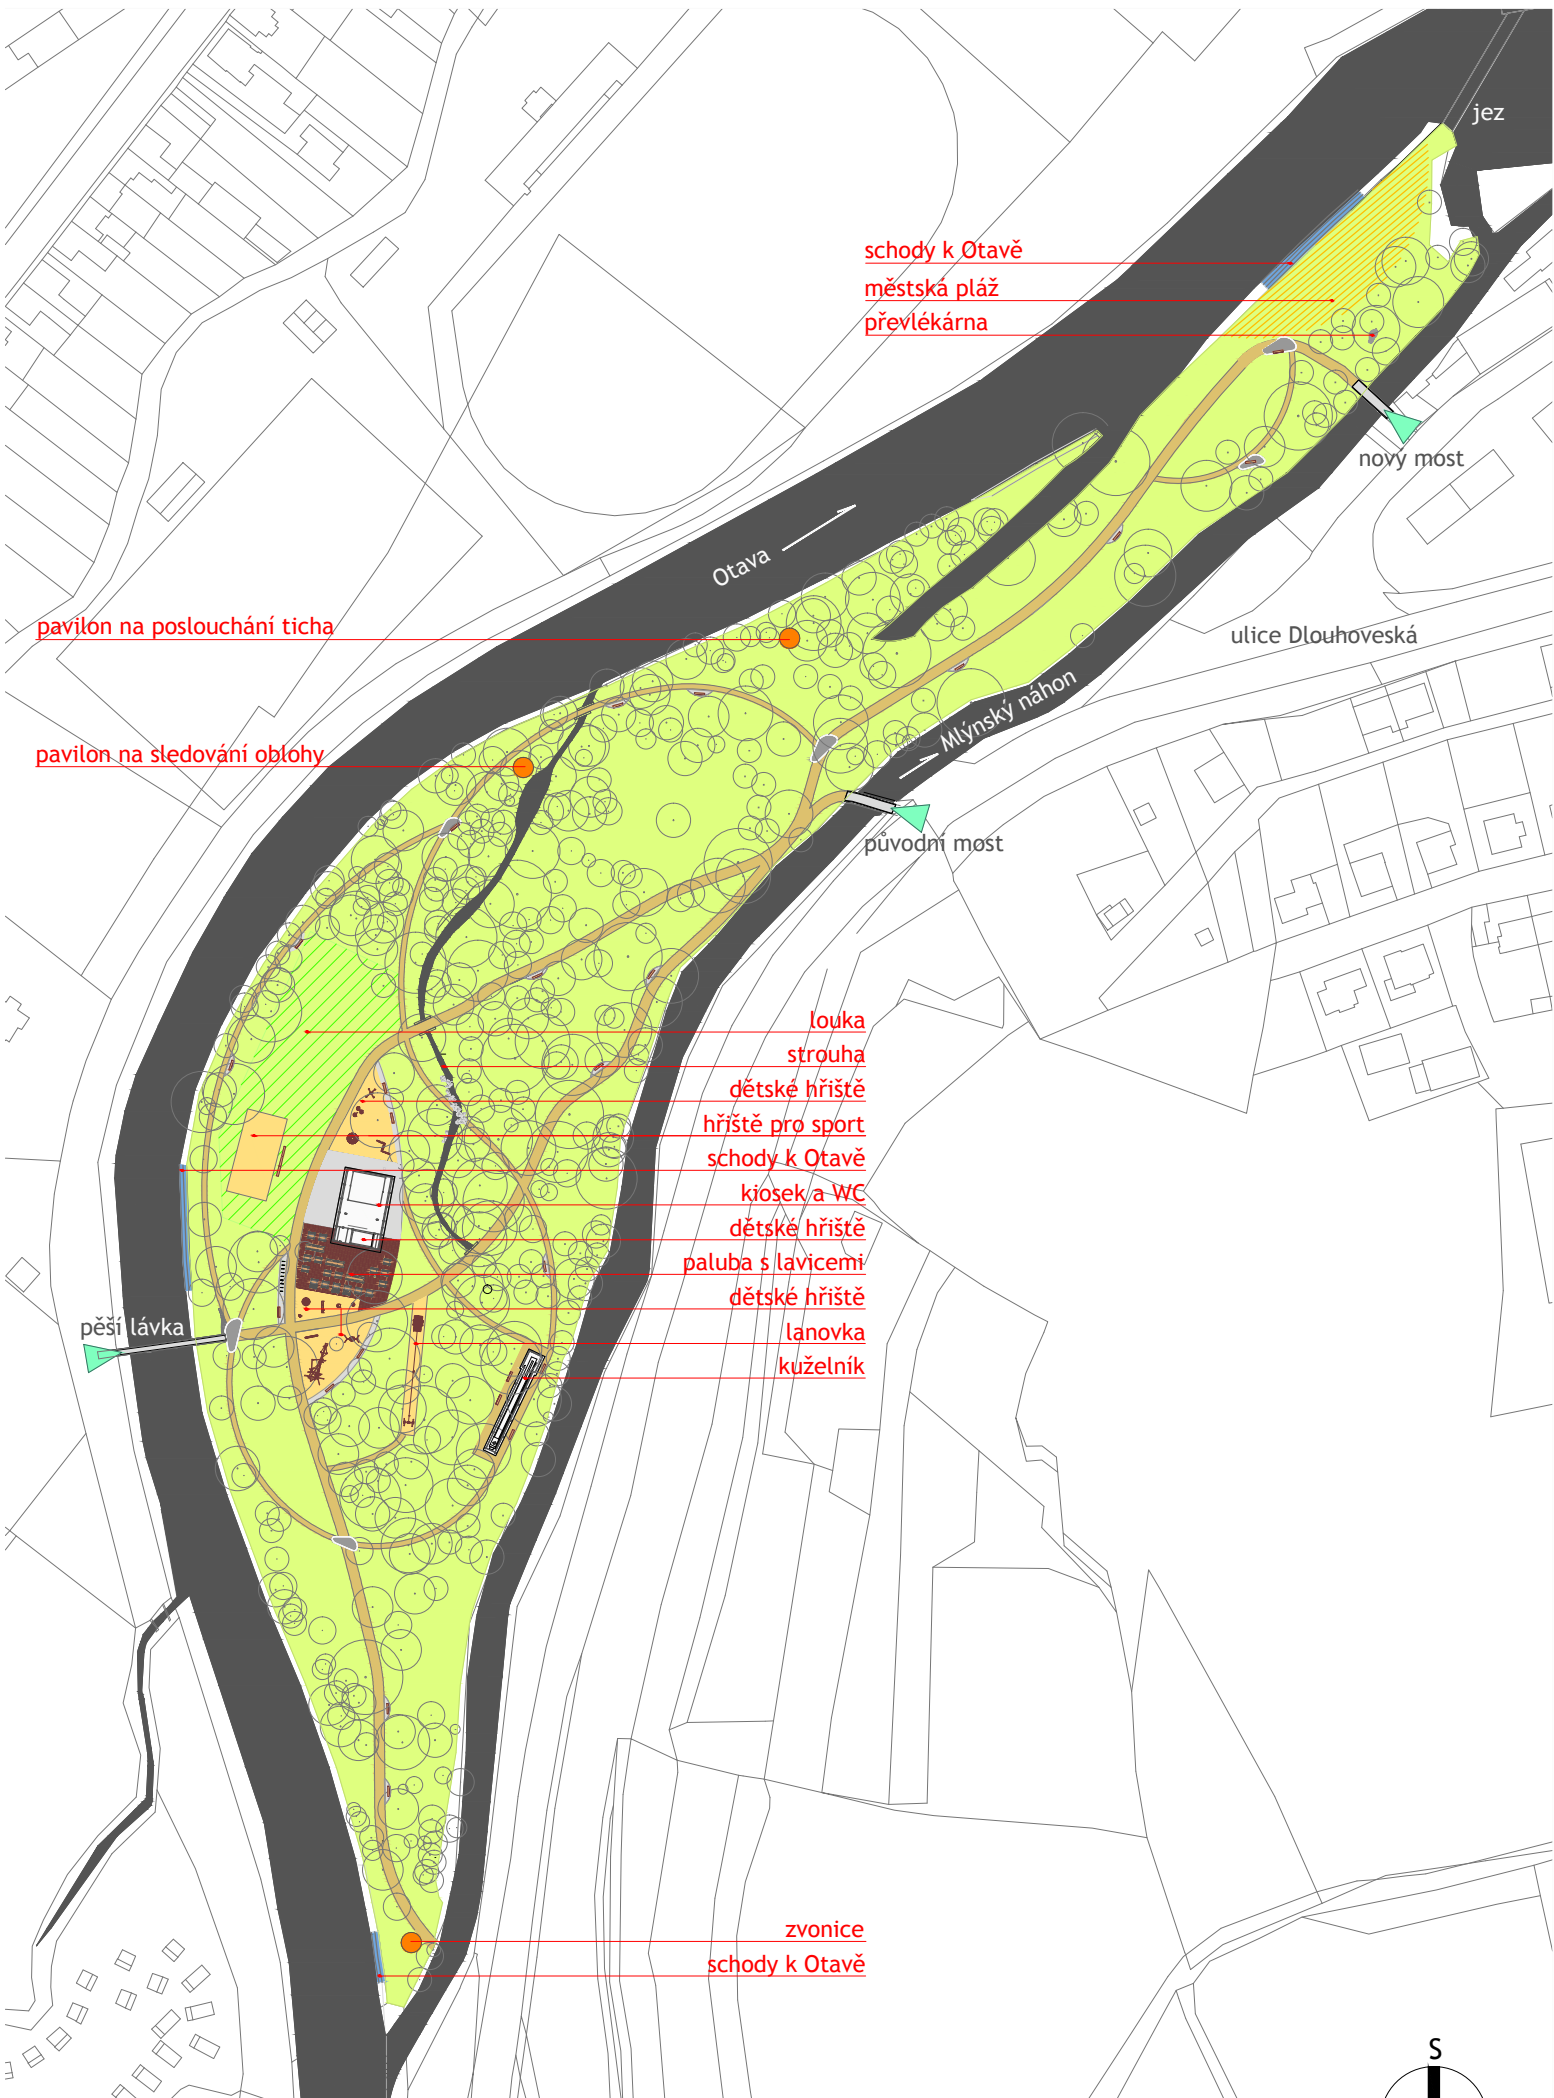 jez
schody k Otavě
městská pláž
převlékárna
nový most
Otava
pavilon na poslouchání ticha
ulice Dlouhoveská
Mlýnský náhon
pavilon na sledování oblohy
původní most
louka
strouha
dětské hřiště
hřiště pro sport
schody k Otavě
kiosek a WC
dětské hřiště
paluba s lavicemi
dětské hřiště
pěší lávka
lanovka
kuželník
zvonice
schody k Otavě
S